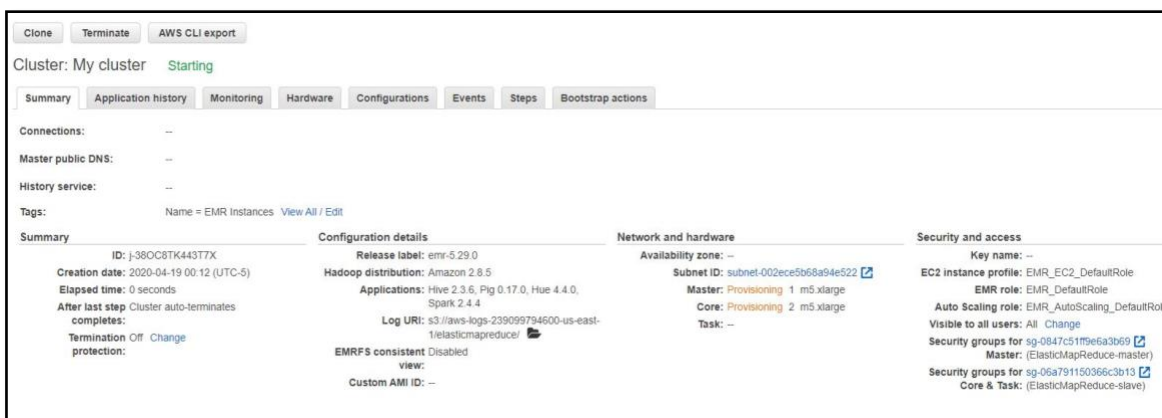 Clone Terminate AWS CLI export
Cluster: My cluster Starting
Summary Application history Monitoring Hardware Configurations Events Steps Bootstrap actions
Connections: --
Master public DNS: --
History service: --
Tags: Name = EMR Instances View All / Edit
Summary
ID: j-38OC8TK443T7X
Creation date: 2020-04-19 00:12 (UTC-5)
Elapsed time: 0 seconds
After last step Cluster auto-terminates
completes:
Termination Off Change
protection:
Configuration details
Release label: emr-5.29.0
Hadoop distribution: Amazon 2.8.5
Applications: Hive 2.3.6, Pig 0.17.0, Hue 4.4.0,
Spark 2.4.4
Log URI: s3://aws-logs-239099794600-us-east-
1/elasticmapreduce/
EMRFS consistent Disabled
view:
Custom AMI ID: --
Network and hardware
Availability zone: --
Subnet ID: subnet-002ece5b68a94e522
Master: Provisioning 1 m5.xlarge
Core: Provisioning 2 m5.xlarge
Task: --
Security and access
Key name: --
EC2 instance profile: EMR_EC2_DefaultRole
EMR role: EMR_DefaultRole
Auto Scaling role: EMR_AutoScaling_DefaultRol
Visible to all users: All Change
Security groups for sg-0847c51ff9e6a3b69
Master: (ElasticMapReduce-master)
Security groups for sg-06a791150366c3b13
Core & Task: (ElasticMapReduce-slave)